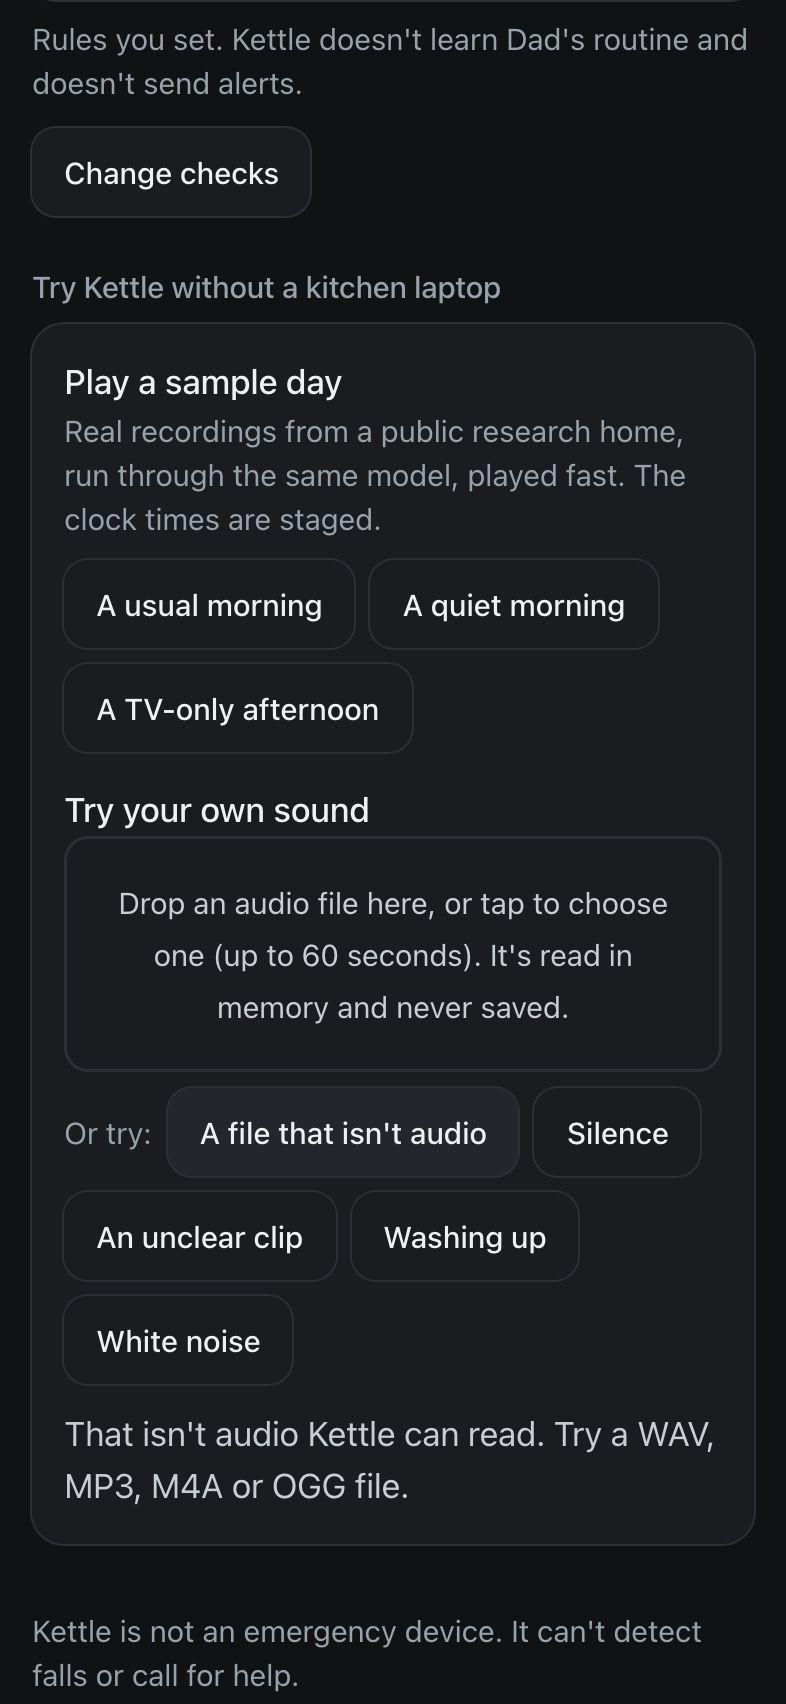 Rules you set. Kettle doesn't learn Dad's routine and
doesn't send alerts.
Change checks
Try Kettle without a kitchen laptop
Play a sample day
Real recordings from a public research home,
run through the same model, played fast. The
clock times are staged.
A usual morning
A quiet morning
A TV-only afternoon
Try your own sound
Drop an audio file here, or tap to choose
one (up to 60 seconds). It's read in
memory and never saved.
Or try:
A file that isn't audio
Silence
An unclear clip
Washing up
White noise
That isn't audio Kettle can read. Try a WAV,
MP3, M4A or OGG file.
Kettle is not an emergency device. It can't detect
falls or call for help.